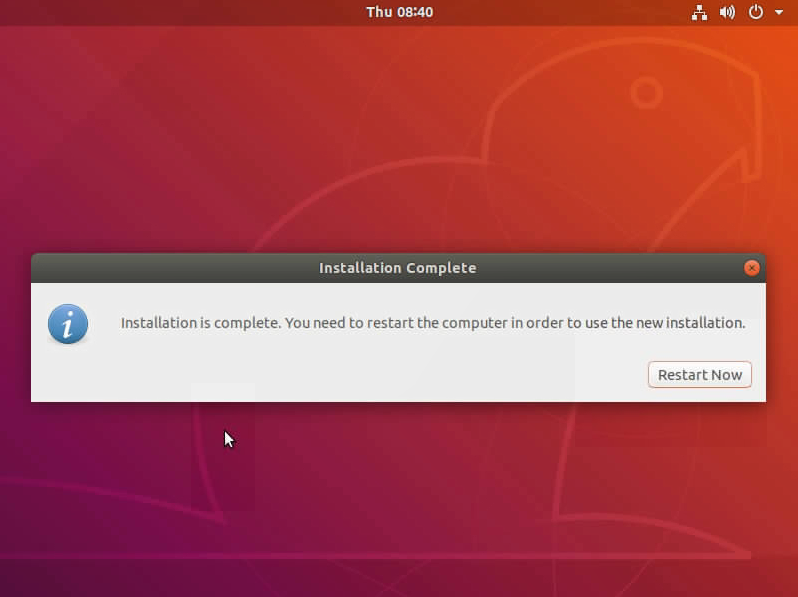 Thu 08:40
Installation Complete
Installation is complete. You need to restart the computer in order to use the new installation.
Restart Now